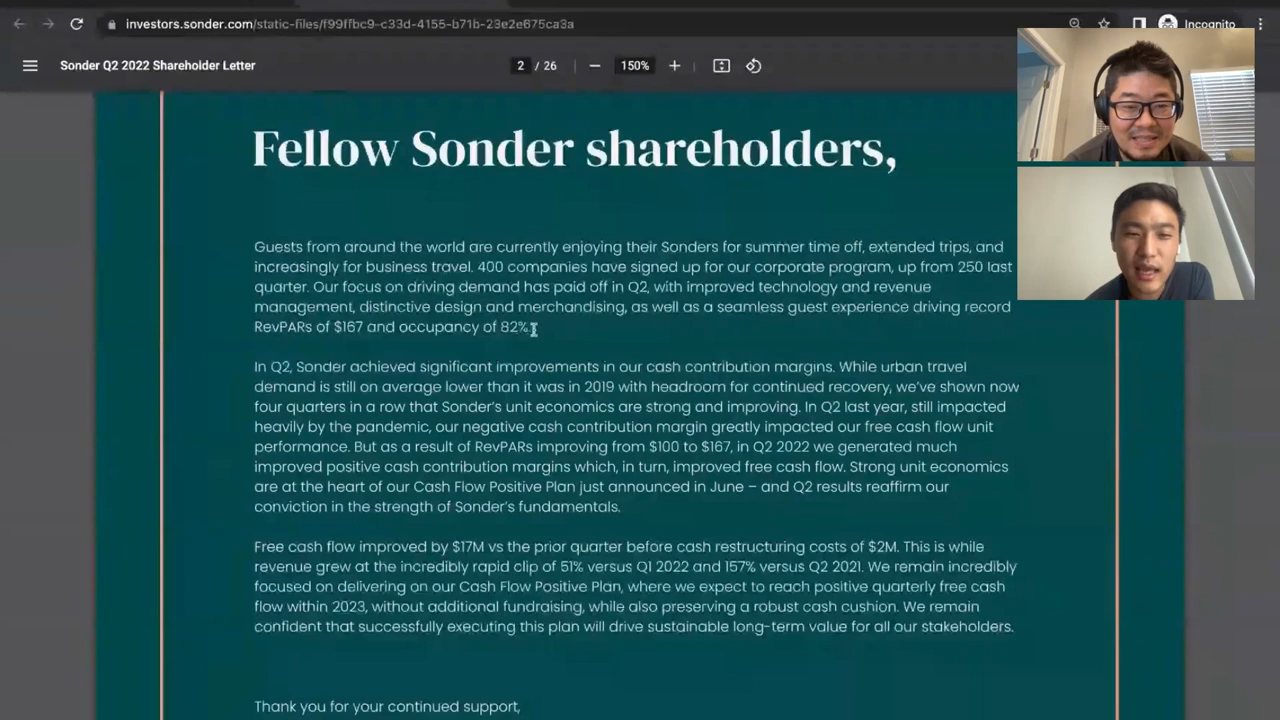 investors.sonder.com/static-files/f99ffbc9-c33d-4155-b71b-23e2e675ca3a
Incognito
Sonder Q2 2022 Shareholder Letter
2 / 26
150%
Fellow Sonder shareholders,
Guests from around the world are currently enjoying their Sonders for summer time off, extended trips, and
increasingly for business travel. 400 companies have signed up for our corporate program, up from 250 last
quarter. Our focus on driving demand has paid off in Q2, with improved technology and revenue
management, distinctive design and merchandising, as well as a seamless guest experience driving record
RevPARs of $167 and occupancy of 82%.
In Q2, Sonder achieved significant improvements in our cash contribution margins. While urban travel
demand is still on average lower than it was in 2019 with headroom for continued recovery, we've shown now
four quarters in a row that Sonder's unit economics are strong and improving. In Q2 last year, still impacted
heavily by the pandemic, our negative cash contribution margin greatly impacted our free cash flow unit
performance. But as a result of RevPARs improving from $100 to $167, in Q2 2022 we generated much
improved positive cash contribution margins which, in turn, improved free cash flow. Strong unit economics
are at the heart of our Cash Flow Positive Plan just announced in June – and Q2 results reaffirm our
conviction in the strength of Sonder's fundamentals.
Free cash flow improved by $17M vs the prior quarter before cash restructuring costs of $2M. This is while
revenue grew at the incredibly rapid clip of 51% versus Q1 2022 and 157% versus Q2 2021. We remain incredibly
focused on delivering on our Cash Flow Positive Plan, where we expect to reach positive quarterly free cash
flow within 2023, without additional fundraising, while also preserving a robust cash cushion. We remain
confident that successfully executing this plan will drive sustainable long-term value for all our stakeholders.
Thank you for your continued support,